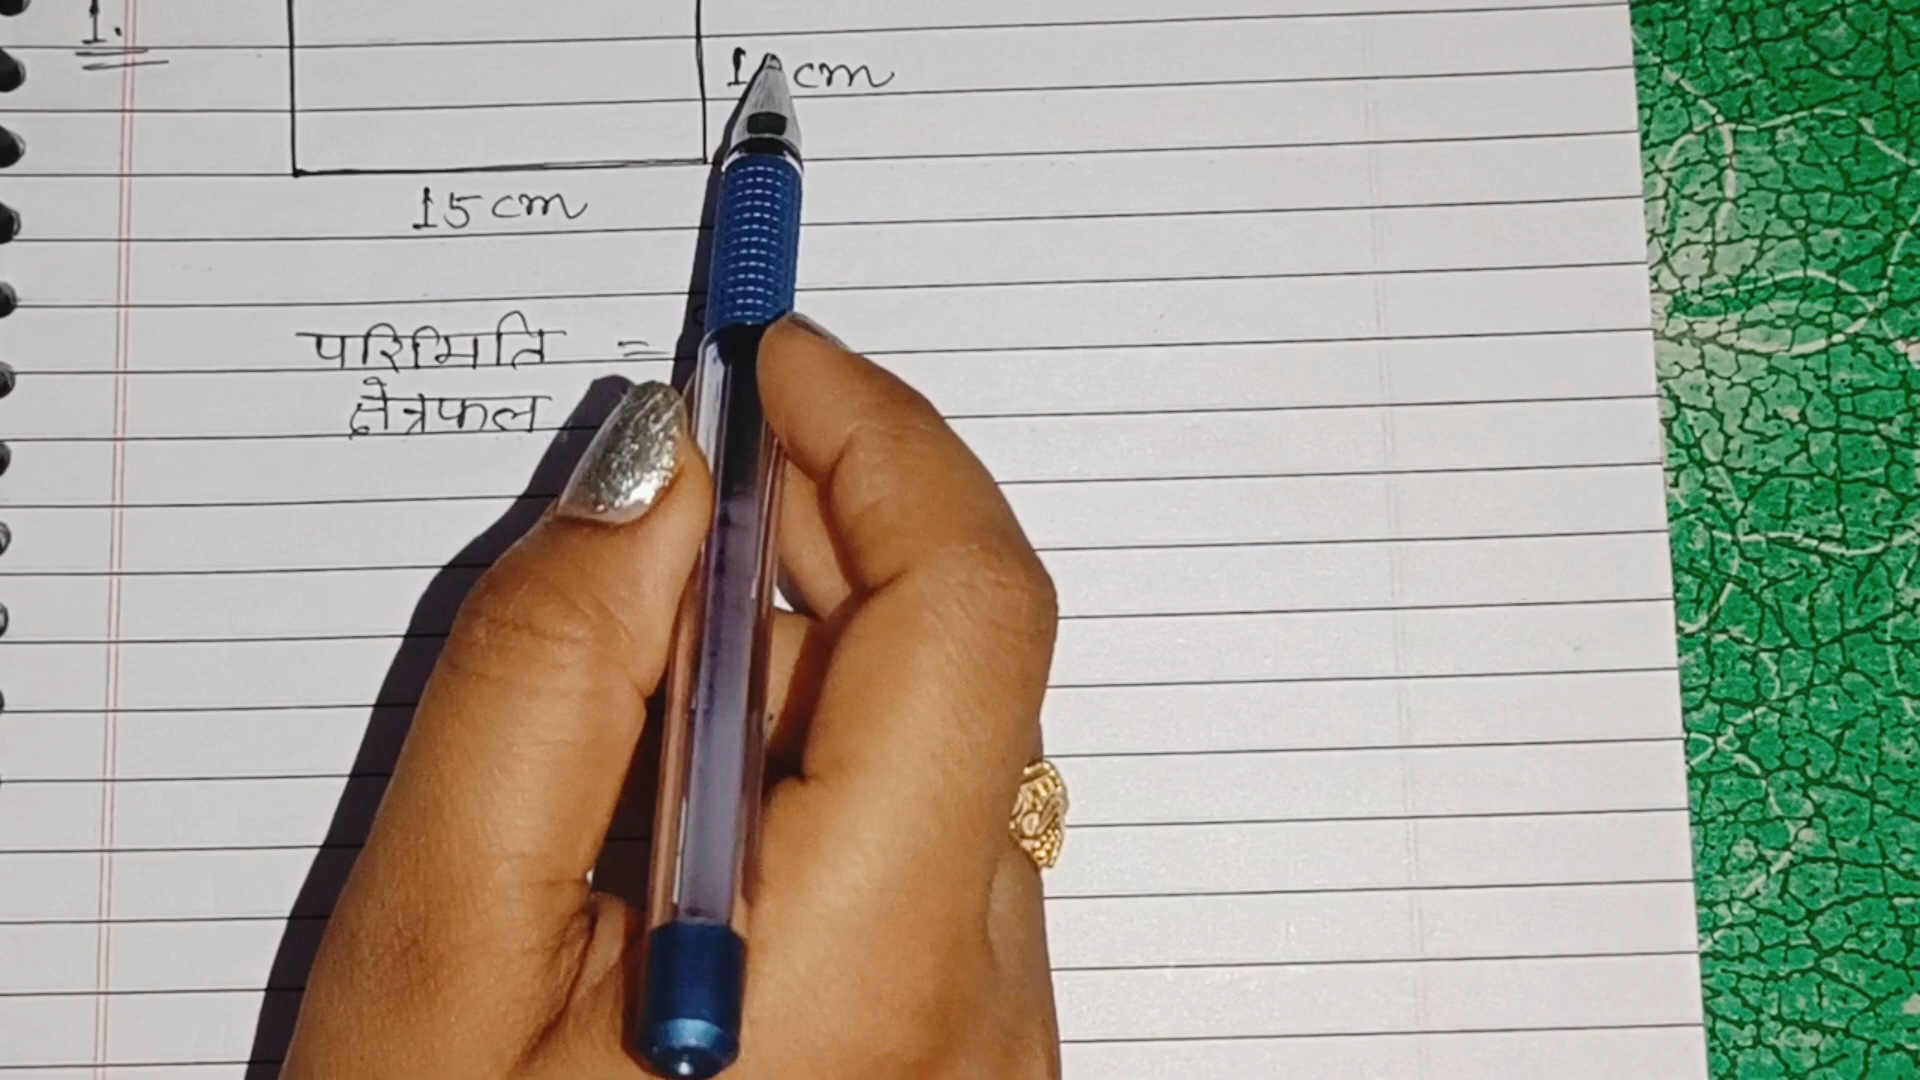 1.
cm
15 cm
परिमिति =
क्षेत्रफल